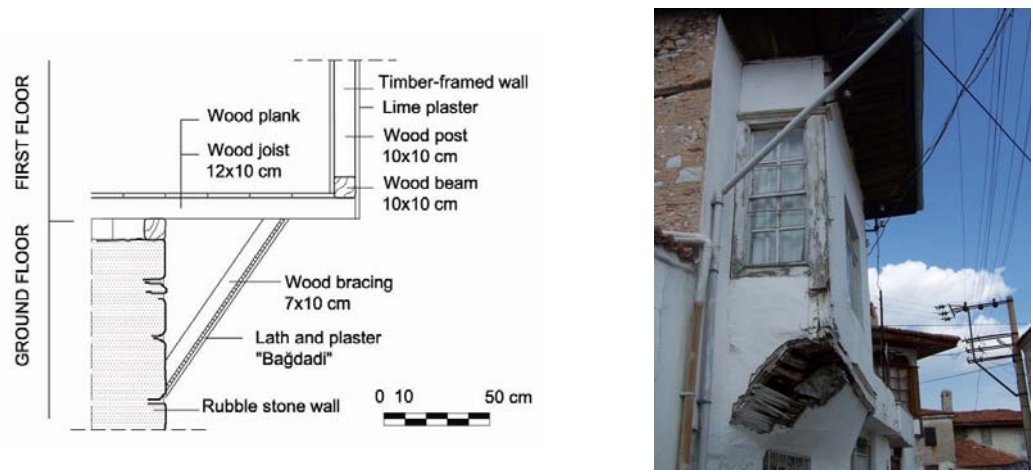 FIRST FLOOR
GROUND FLOOR
Wood plank
Wood joist
12x10 cm
Timber-framed wall
Lime plaster
Wood post
10x10 cm
Wood beam
10x10 cm
Wood bracing
7x10 cm
Lath and plaster
"Bağdadi"
Rubble stone wall
0 10 50 cm